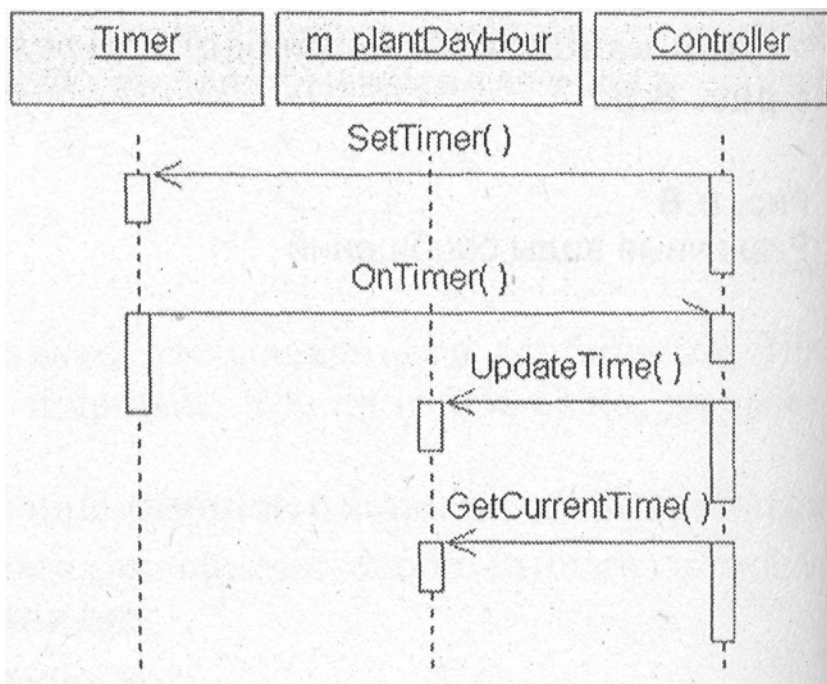 Timer
m_plantDayHour
Controller
SetTimer( )
OnTimer( )
UpdateTime( )
GetCurrentTime( )